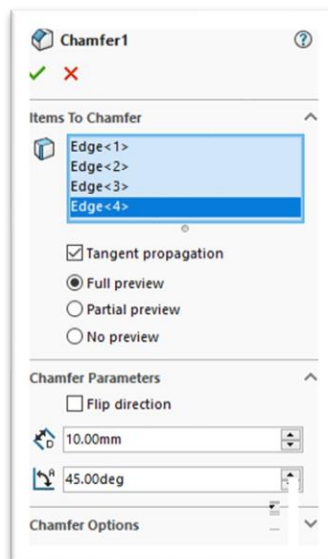 Chamfer1
Items To Chamfer
Edge<1>
Edge<2>
Edge<3>
Edge<4>
Tangent propagation
Full preview
Partial preview
No preview
Chamfer Parameters
Flip direction
10.00mm
45.00deg
Chamfer Options